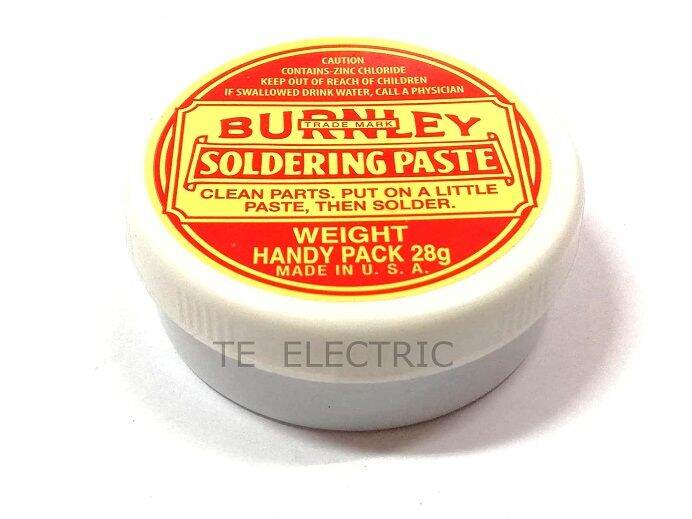 CAUTION
CONTAINS-ZINC CHLORIDE
KEEP OUT OF REACH OF CHILDREN
IF SWALLOWED DRINK WATER, CALL A PHYSICIAN
BURNLEY
TRADE MARK
SOLDERING PASTE
CLEAN PARTS. PUT ON A LITTLE
PASTE, THEN SOLDER.
WEIGHT
HANDY PACK 28g
MADE IN U. S. A.
TE ELECTRIC